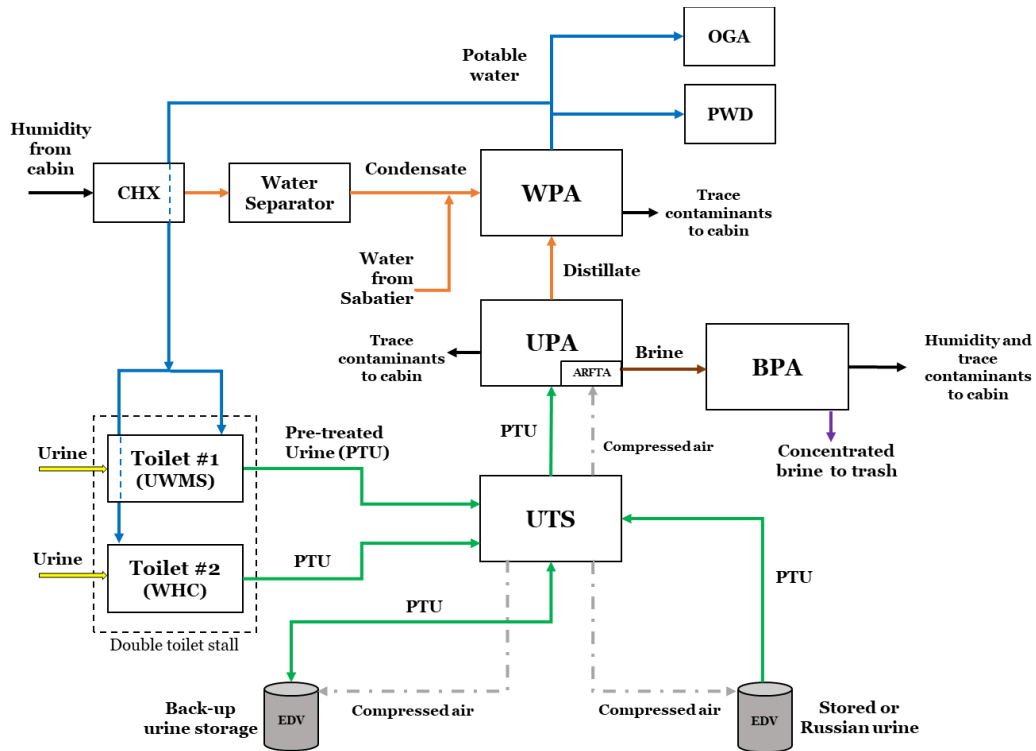 OGA
Potable
water
PWD
Humidity
from
cabin
CHX
Water
Separator
Condensate
WPA
Trace
contaminants
to cabin
Water
from
Sabatier
Distillate
Trace
contaminants
to cabin
UPA
ARFTA
Brine
BPA
Humidity and
trace
contaminants
to cabin
PTU
Compressed air
Concentrated
brine to trash
Urine
Toilet #1
(UWMS)
Pre-treated
Urine (PTU)
UTS
Urine
Toilet #2
(WHC)
PTU
PTU
PTU
Double toilet stall
Back-up
urine storage
EDV
Compressed air
Compressed air
EDV
Stored or
Russian urine